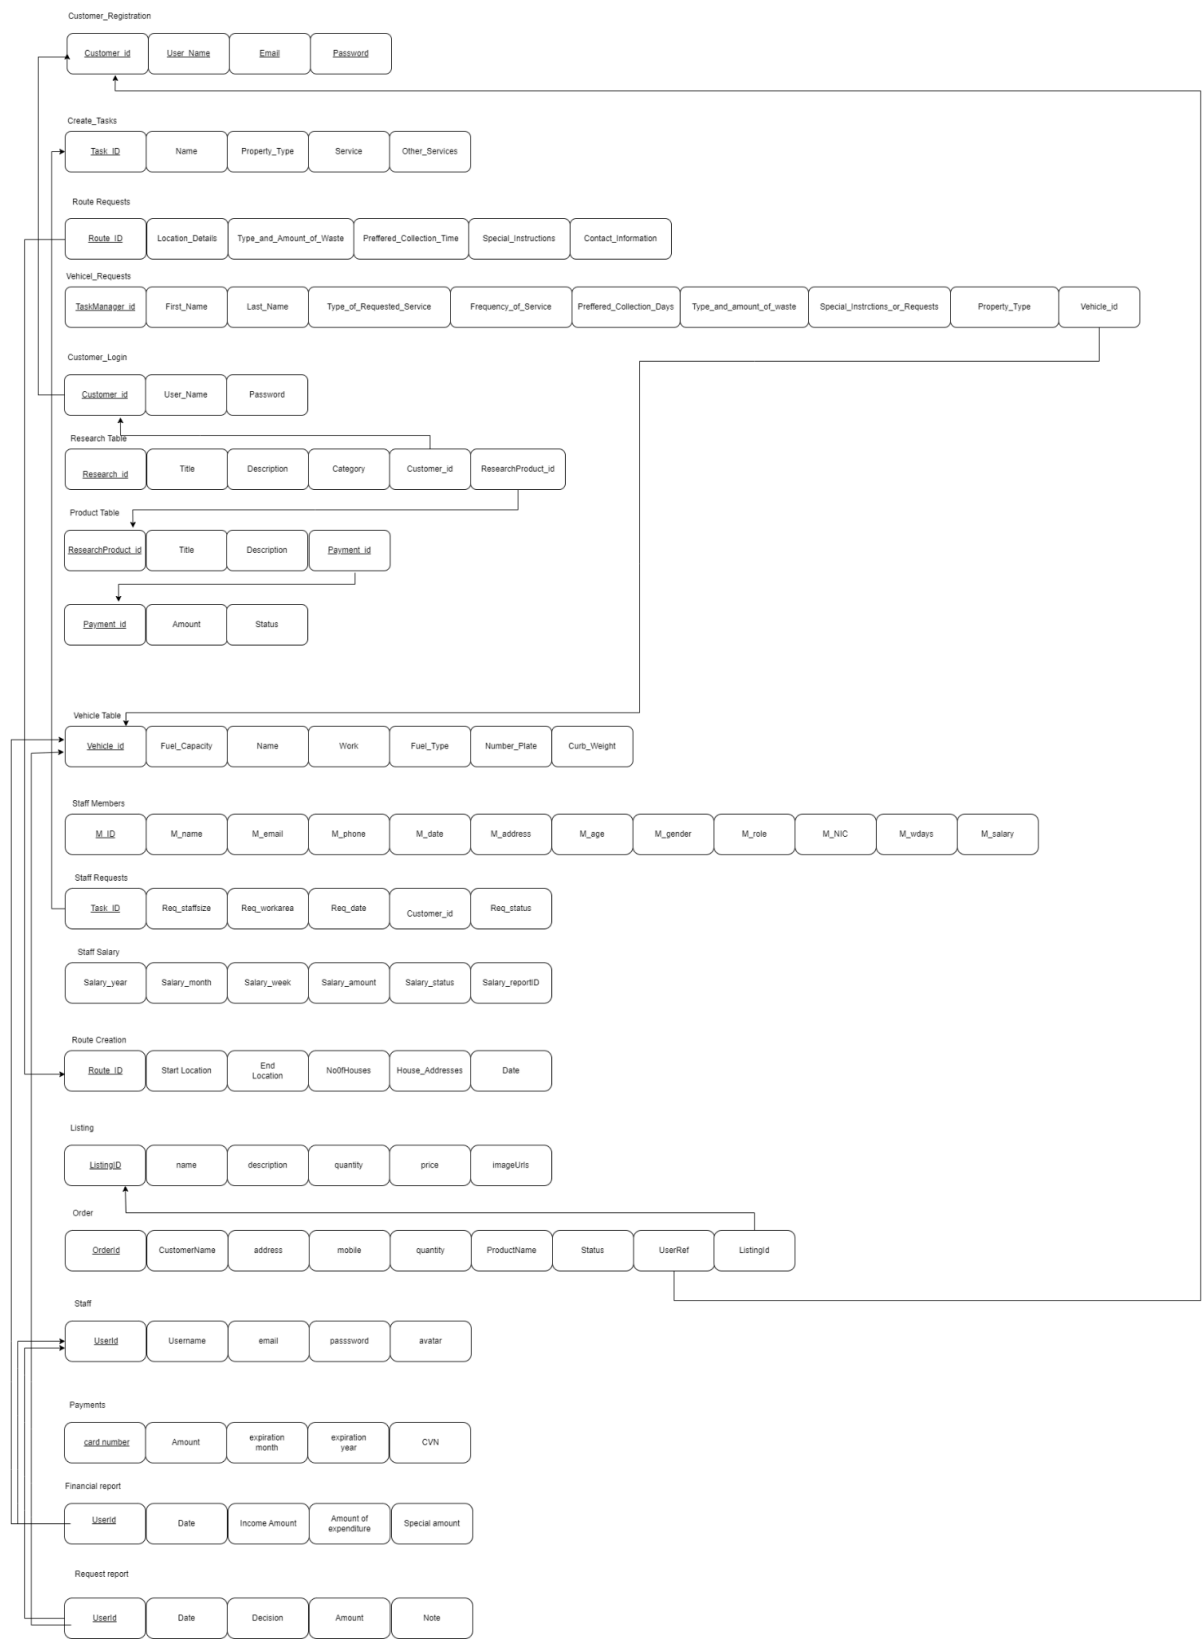 Customer_Registration
Customer_id User_Name Email Password
Create_Tasks
Task_ID Name Property_Type Service Other_Services
Route Requests
Route_ID Location_Details Type_and_Amount_of_Waste Preffered_Collection_Time Special_Instructions Contact_Information
Vehicel_Requests
TaskManager_id First_Name Last_Name Type_of_Requested_Service Frequency_of_Service Preffered_Collection_Days Type_and_amount_of_waste Special_Instrctions_or_Requests Property_Type Vehicle_id
Customer_Login
Customer_id User_Name Password
Research Table
Research_id Title Description Category Customer_id ResearchProduct_id
Product Table
ResearchProduct_id Title Description Payment_id
Payment_id Amount Status
Vehicle Table
Vehicle_id Fuel_Capacity Name Work Fuel_Type Number_Plate Curb_Weight
Staff Members
M_ID M_name M_email M_phone M_date M_address M_age M_gender M_role M_NIC M_wdays M_salary
Staff Requests
Task_ID Req_staffsize Req_workarea Req_date Customer_id Req_status
Staff Salary
Salary_year Salary_month Salary_week Salary_amount Salary_status Salary_reportID
Route Creation
Route_ID Start Location End Location No0fHouses House_Addresses Date
Listing
ListingID name description quantity price imageUrls
Order
OrderId CustomerName address mobile quantity ProductName Status UserRef ListingId
Staff
UserId Username email passsword avatar
Payments
card number Amount expiration month expiration year CVN
Financial report
UserId Date Income Amount Amount of expenditure Special amount
Request report
UserId Date Decision Amount Note